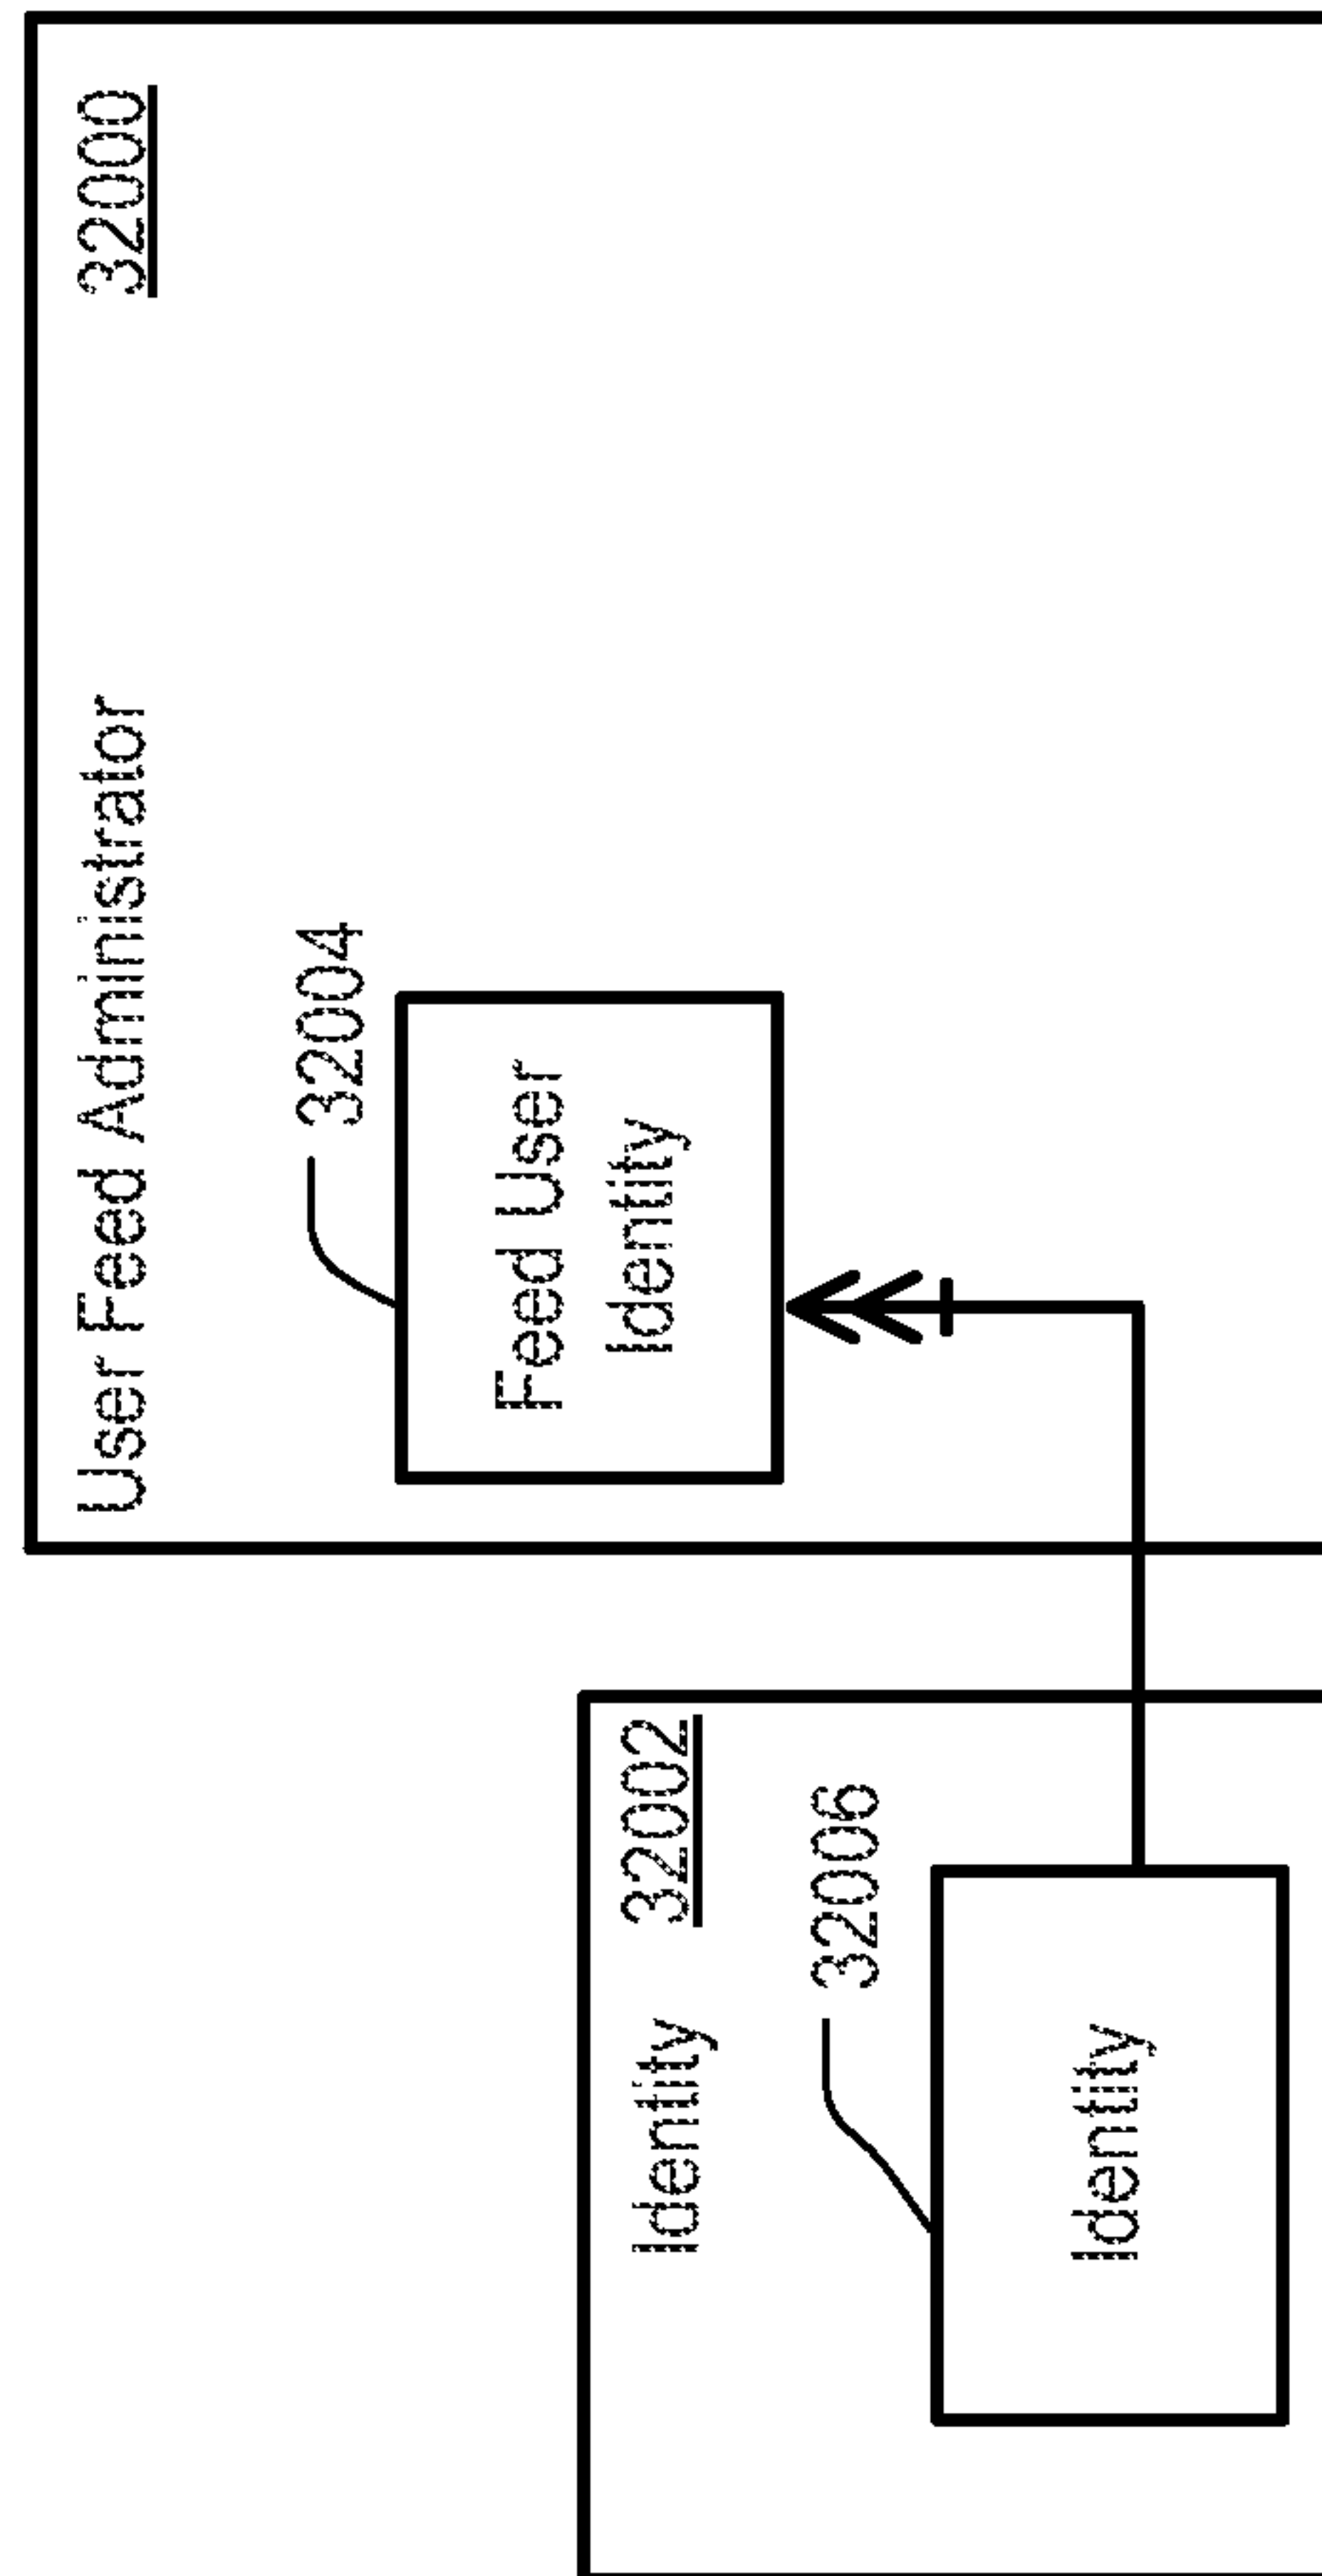 User Feed Administrator 32000
32004
Feed User
Identity
Identity 32002
32006
Identity